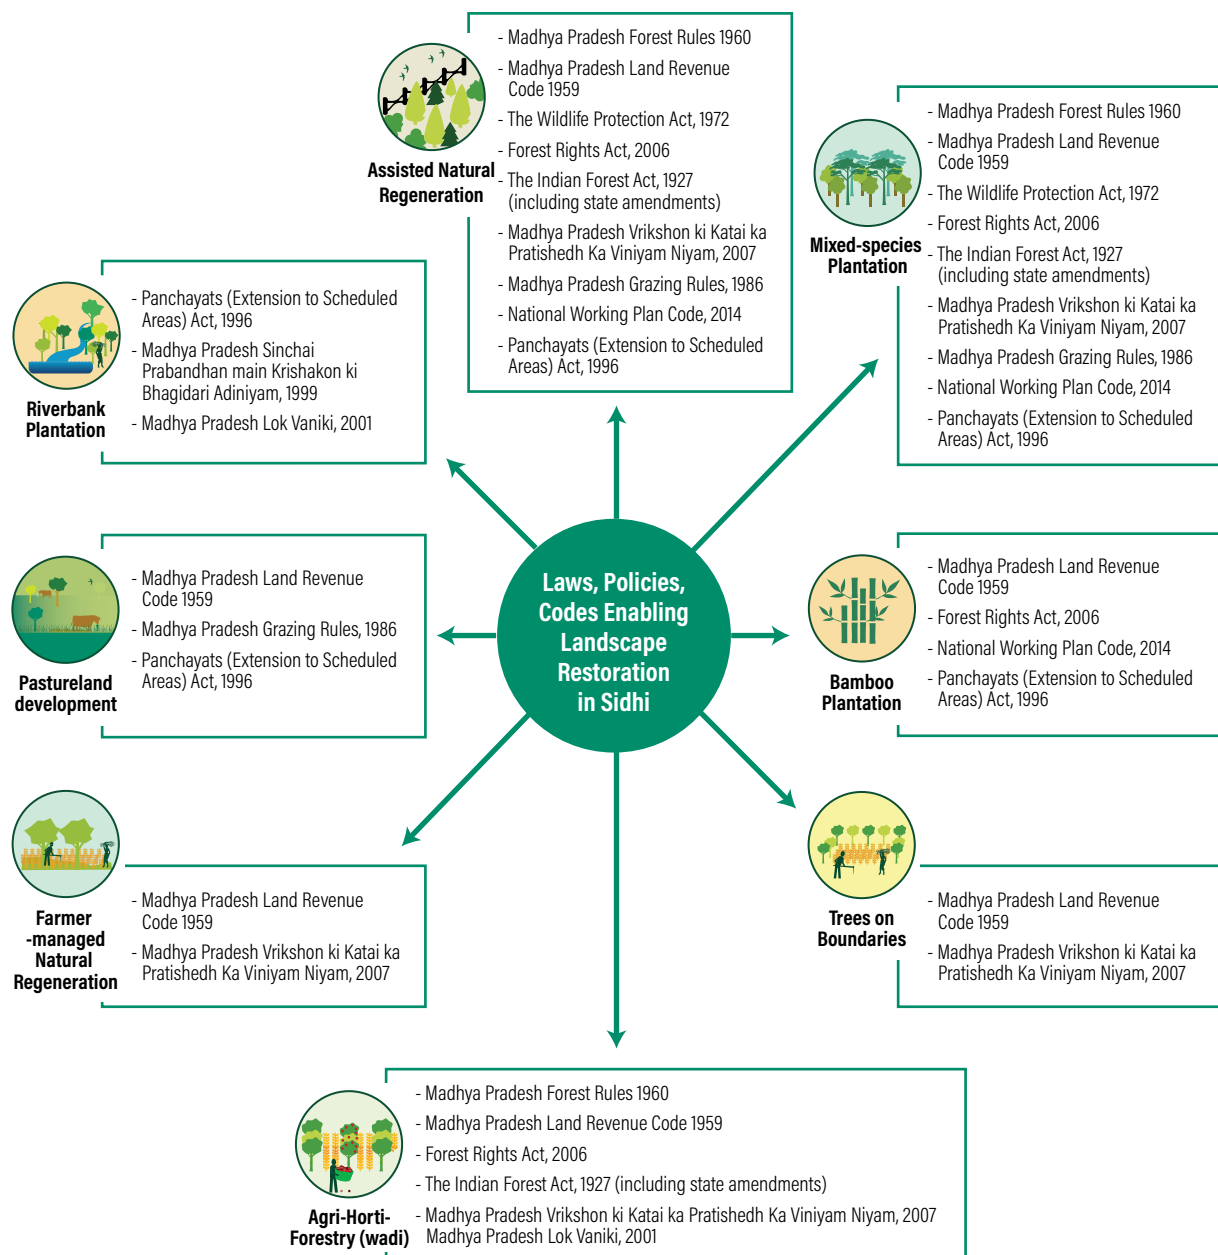 Assisted Natural
Regeneration
- Madhya Pradesh Forest Rules 1960
- Madhya Pradesh Land Revenue
Code 1959
- The Wildlife Protection Act, 1972
- Forest Rights Act, 2006
- The Indian Forest Act, 1927
(including state amendments)
- Madhya Pradesh Vrikshon ki Katai ka
Pratishedh Ka Viniyam Niyam, 2007
- Madhya Pradesh Grazing Rules, 1986
- National Working Plan Code, 2014
- Panchayats (Extension to Scheduled
Areas) Act, 1996
Mixed-species
Plantation
- Madhya Pradesh Forest Rules 1960
- Madhya Pradesh Land Revenue
Code 1959
- The Wildlife Protection Act, 1972
- Forest Rights Act, 2006
- The Indian Forest Act, 1927
(including state amendments)
- Madhya Pradesh Vrikshon ki Katai ka
Pratishedh Ka Viniyam Niyam, 2007
- Madhya Pradesh Grazing Rules, 1986
- National Working Plan Code, 2014
- Panchayats (Extension to Scheduled
Areas) Act, 1996
Riverbank
Plantation
- Panchayats (Extension to Scheduled
Areas) Act, 1996
- Madhya Pradesh Sinchai
Prabandhan main Krishakon ki
Bhagidari Adiniyam, 1999
- Madhya Pradesh Lok Vaniki, 2001
Laws, Policies,
Codes Enabling
Landscape
Restoration
in Sidhi
Pastureland
development
- Madhya Pradesh Land Revenue
Code 1959
- Madhya Pradesh Grazing Rules, 1986
- Panchayats (Extension to Scheduled
Areas) Act, 1996
Bamboo
Plantation
- Madhya Pradesh Land Revenue
Code 1959
- Forest Rights Act, 2006
- National Working Plan Code, 2014
- Panchayats (Extension to Scheduled
Areas) Act, 1996
Farmer
-managed
Natural
Regeneration
- Madhya Pradesh Land Revenue
Code 1959
- Madhya Pradesh Vrikshon ki Katai ka
Pratishedh Ka Viniyam Niyam, 2007
Trees on
Boundaries
- Madhya Pradesh Land Revenue
Code 1959
- Madhya Pradesh Vrikshon ki Katai ka
Pratishedh Ka Viniyam Niyam, 2007
Agri-Horti-
Forestry (wadi)
- Madhya Pradesh Forest Rules 1960
- Madhya Pradesh Land Revenue Code 1959
- Forest Rights Act, 2006
- The Indian Forest Act, 1927 (including state amendments)
- Madhya Pradesh Vrikshon ki Katai ka Pratishedh Ka Viniyam Niyam, 2007
Madhya Pradesh Lok Vaniki, 2001